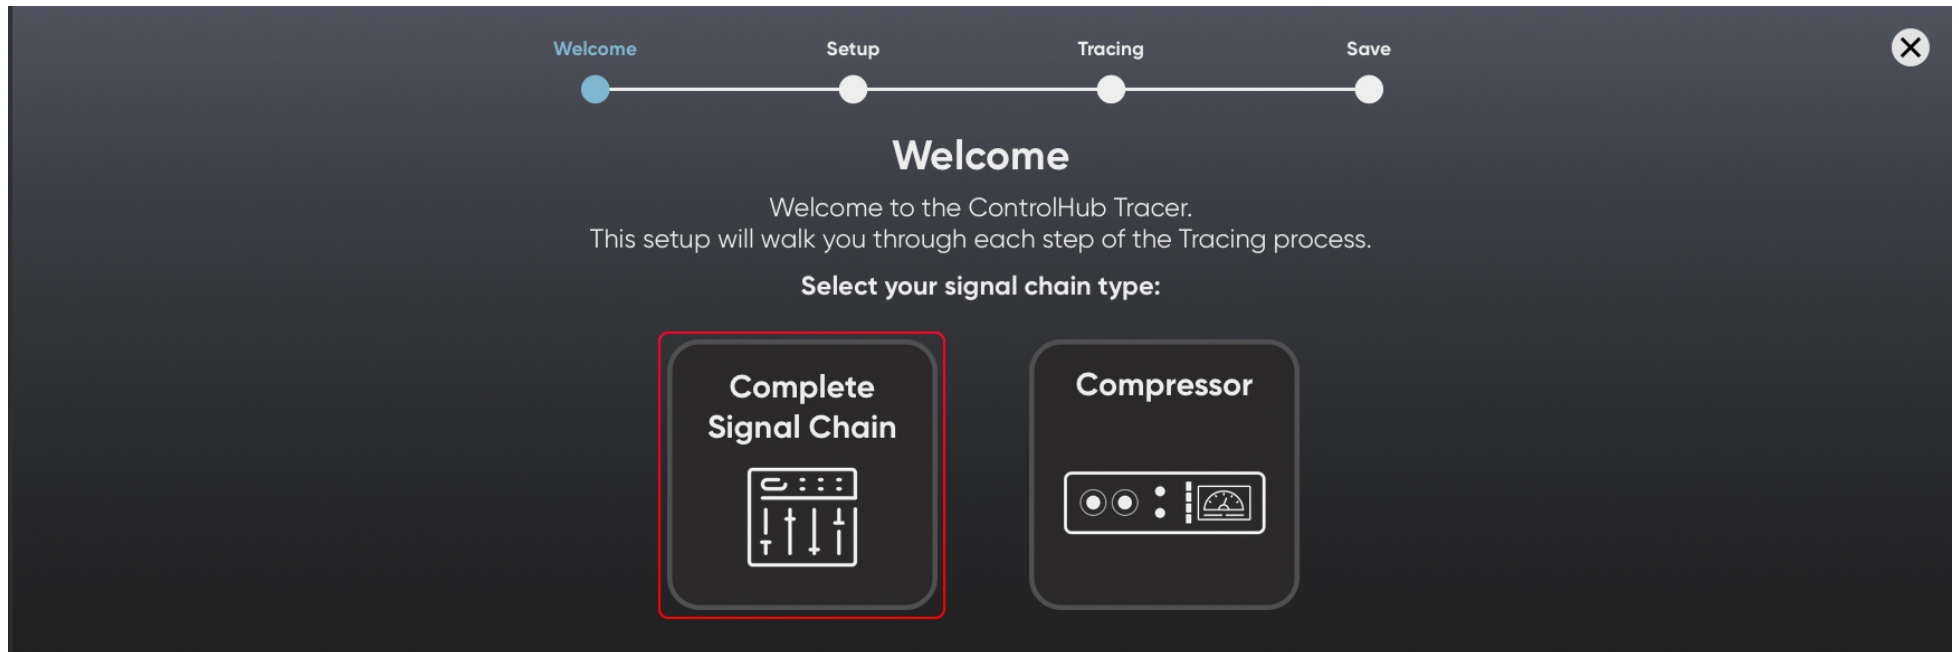 Welcome Setup Tracing Save
Welcome
Welcome to the ControlHub Tracer.
This setup will walk you through each step of the Tracing process.
Select your signal chain type:
Complete
Signal Chain
Compressor